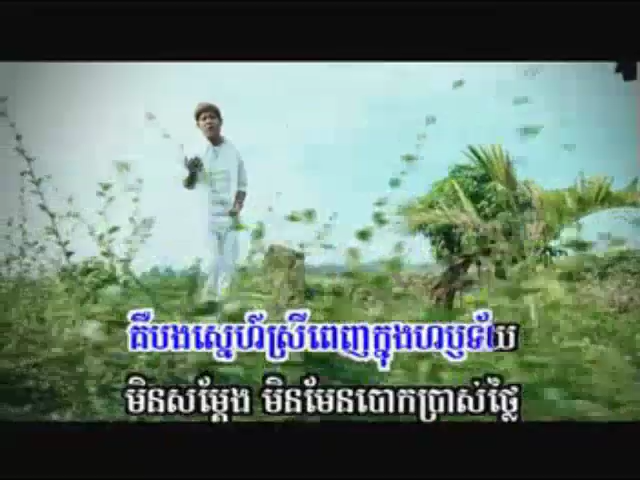 គឺបងស្នេហ៍ស្រីពេញក្នុងហឫទ័យ
មិនសម្ដែង មិនមែនបោកប្រាស់ថ្លៃ